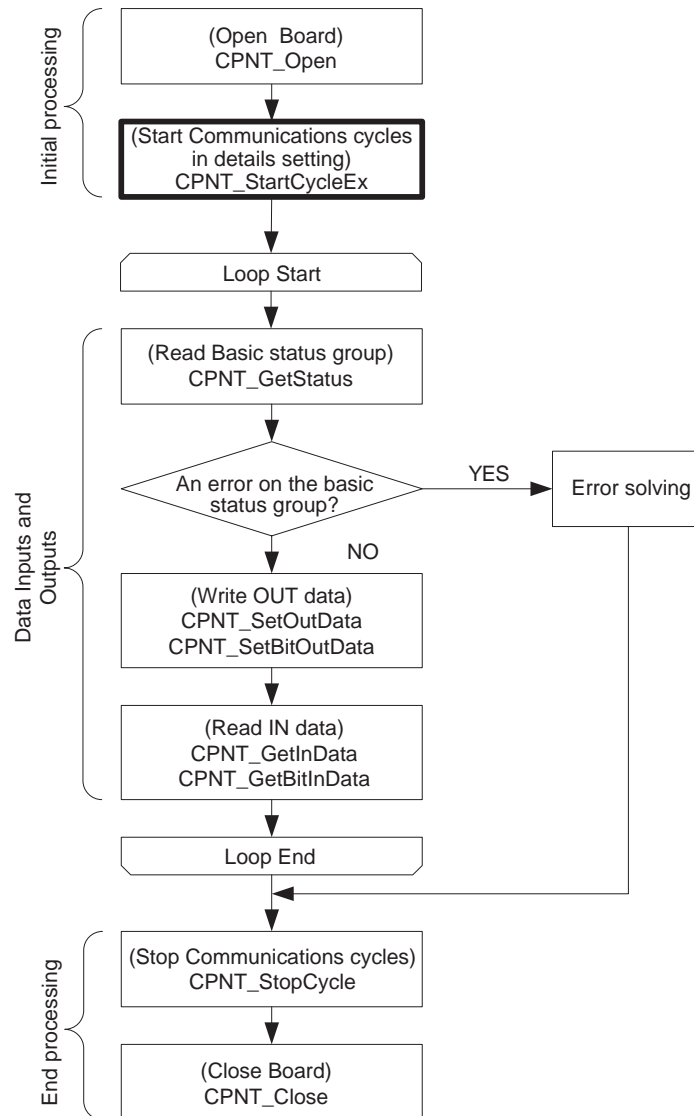 Initial processing
(Open Board)
CPNT_Open
(Start Communications cycles
in details setting)
CPNT_StartCycleEx
Loop Start
Data Inputs and
Outputs
(Read Basic status group)
CPNT_GetStatus
An error on the basic
status group?
YES
Error solving
NO
(Write OUT data)
CPNT_SetOutData
CPNT_SetBitOutData
(Read IN data)
CPNT_GetInData
CPNT_GetBitInData
Loop End
End processing
(Stop Communications cycles)
CPNT_StopCycle
(Close Board)
CPNT_Close